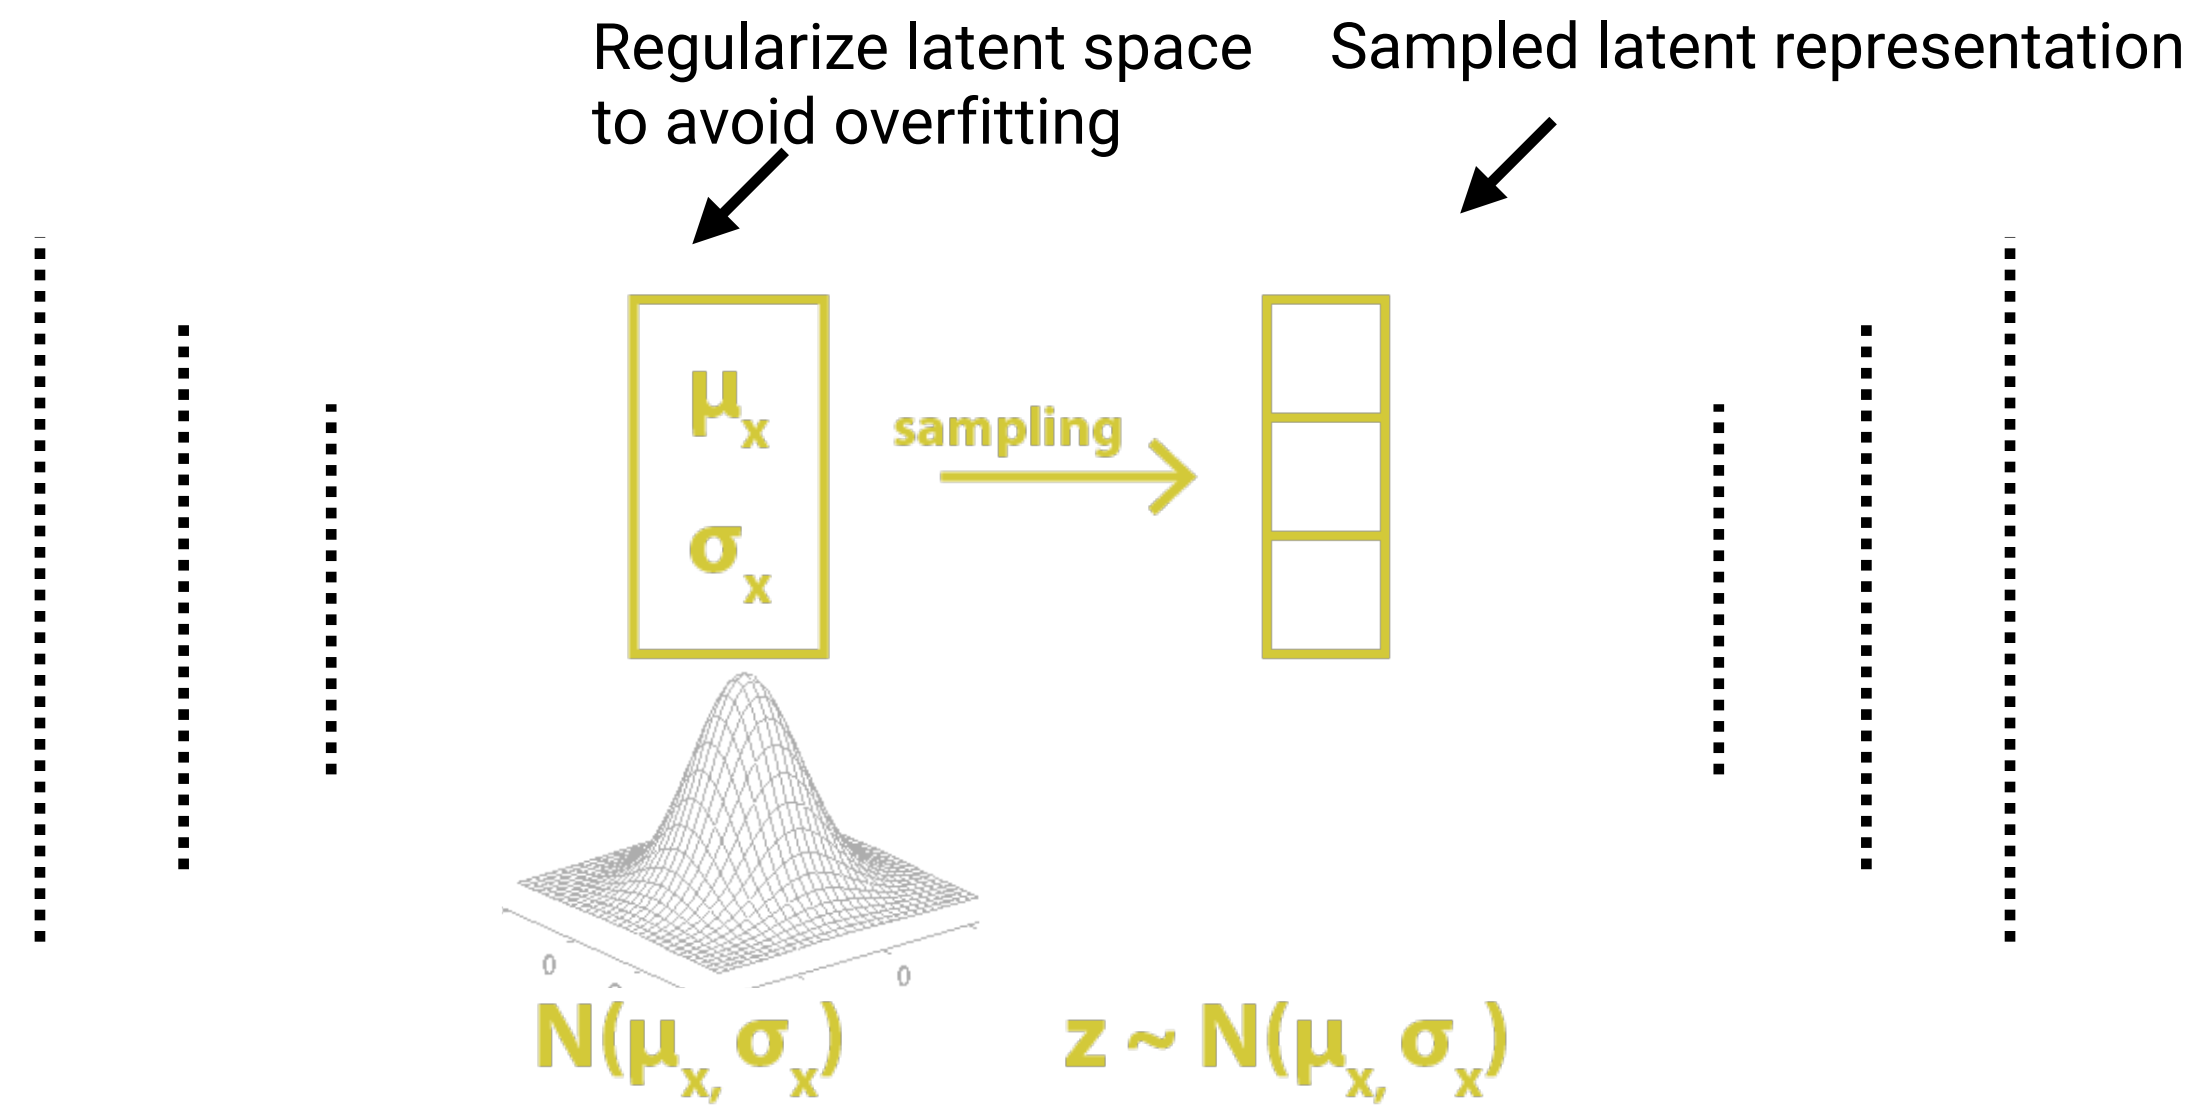 Regularize latent space
to avoid overfitting
Sampled latent representation
μx
σx
sampling
0
0
N(μx, σx)
z ~ N(μx, σx)